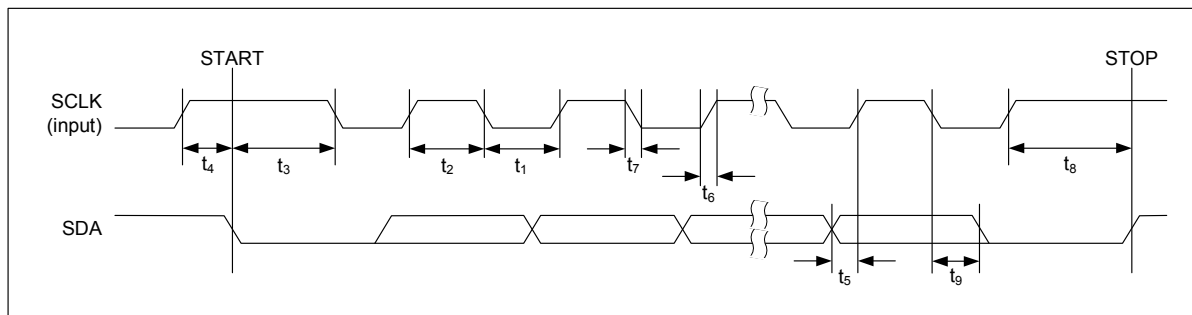 START
STOP
SCLK
(input)
t4
t3
t2
t1
t7
t6
t8
SDA
t5
t9